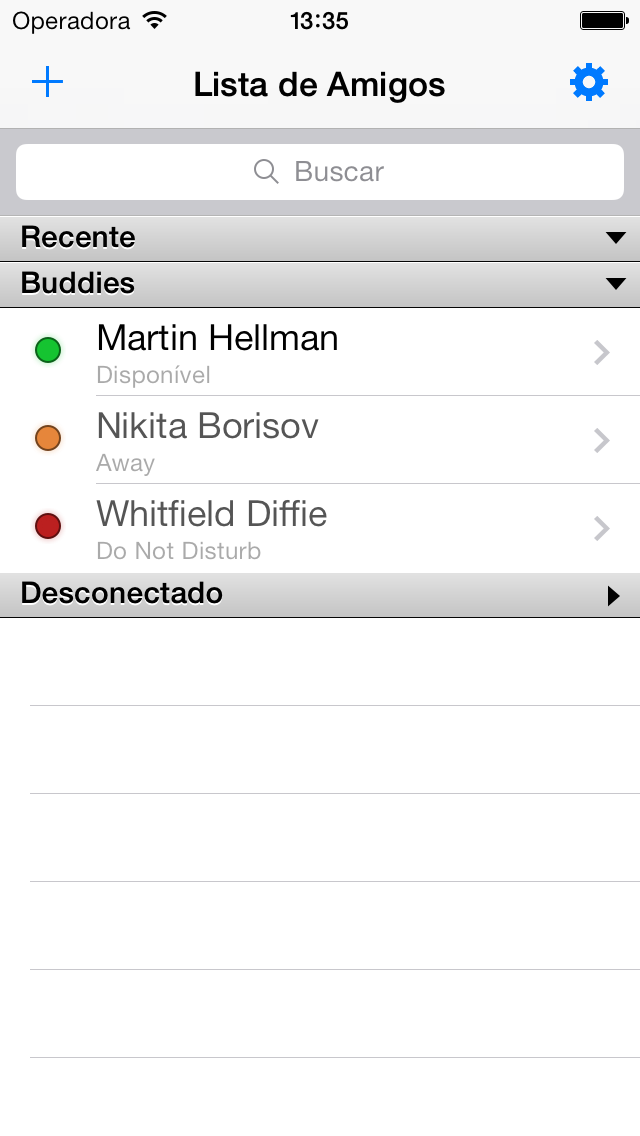 Operadora 13:35
Lista de Amigos
Buscar
Recente
Buddies
Martin Hellman
Disponível
Nikita Borisov
Away
Whitfield Diffie
Do Not Disturb
Desconectado